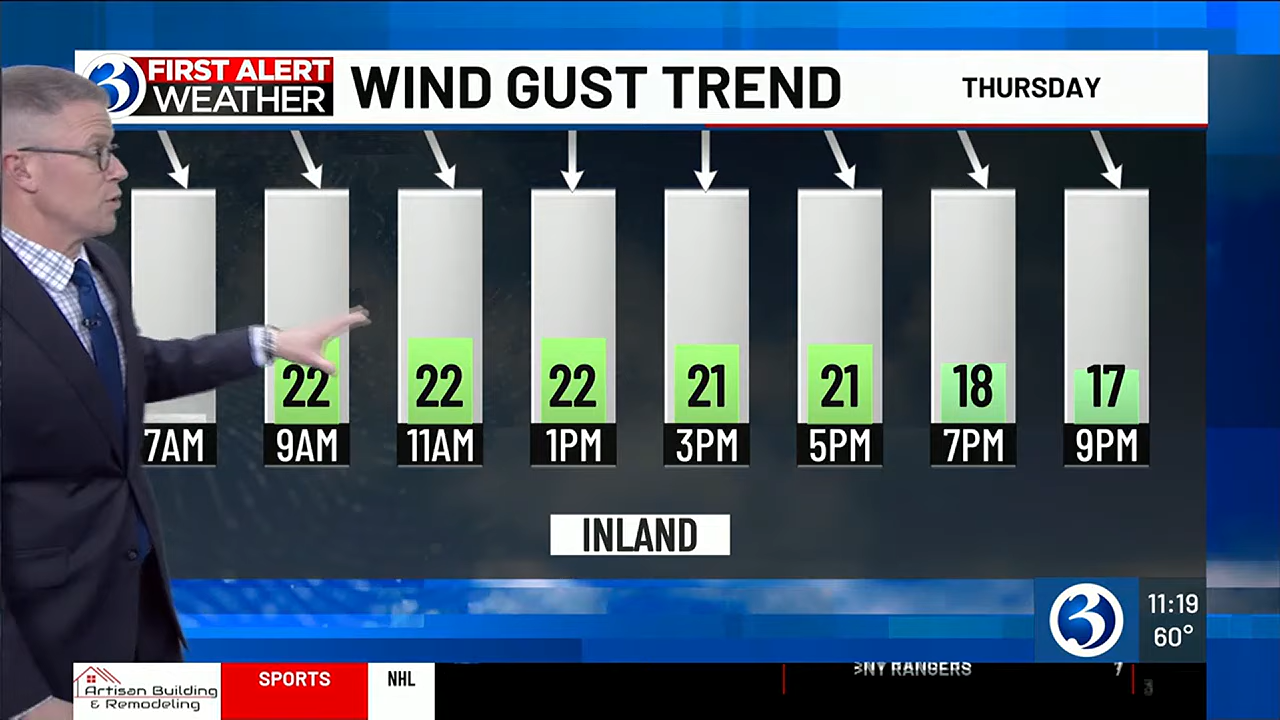 3 FIRST ALERT
WEATHER
WIND GUST TREND
THURSDAY
22
22
22
21
21
18
17
7AM
9AM
11AM
1PM
3PM
5PM
7PM
9PM
INLAND
3
11:19
60°
Artisan Building
& Remodeling
SPORTS
NHL
NY RANGERS